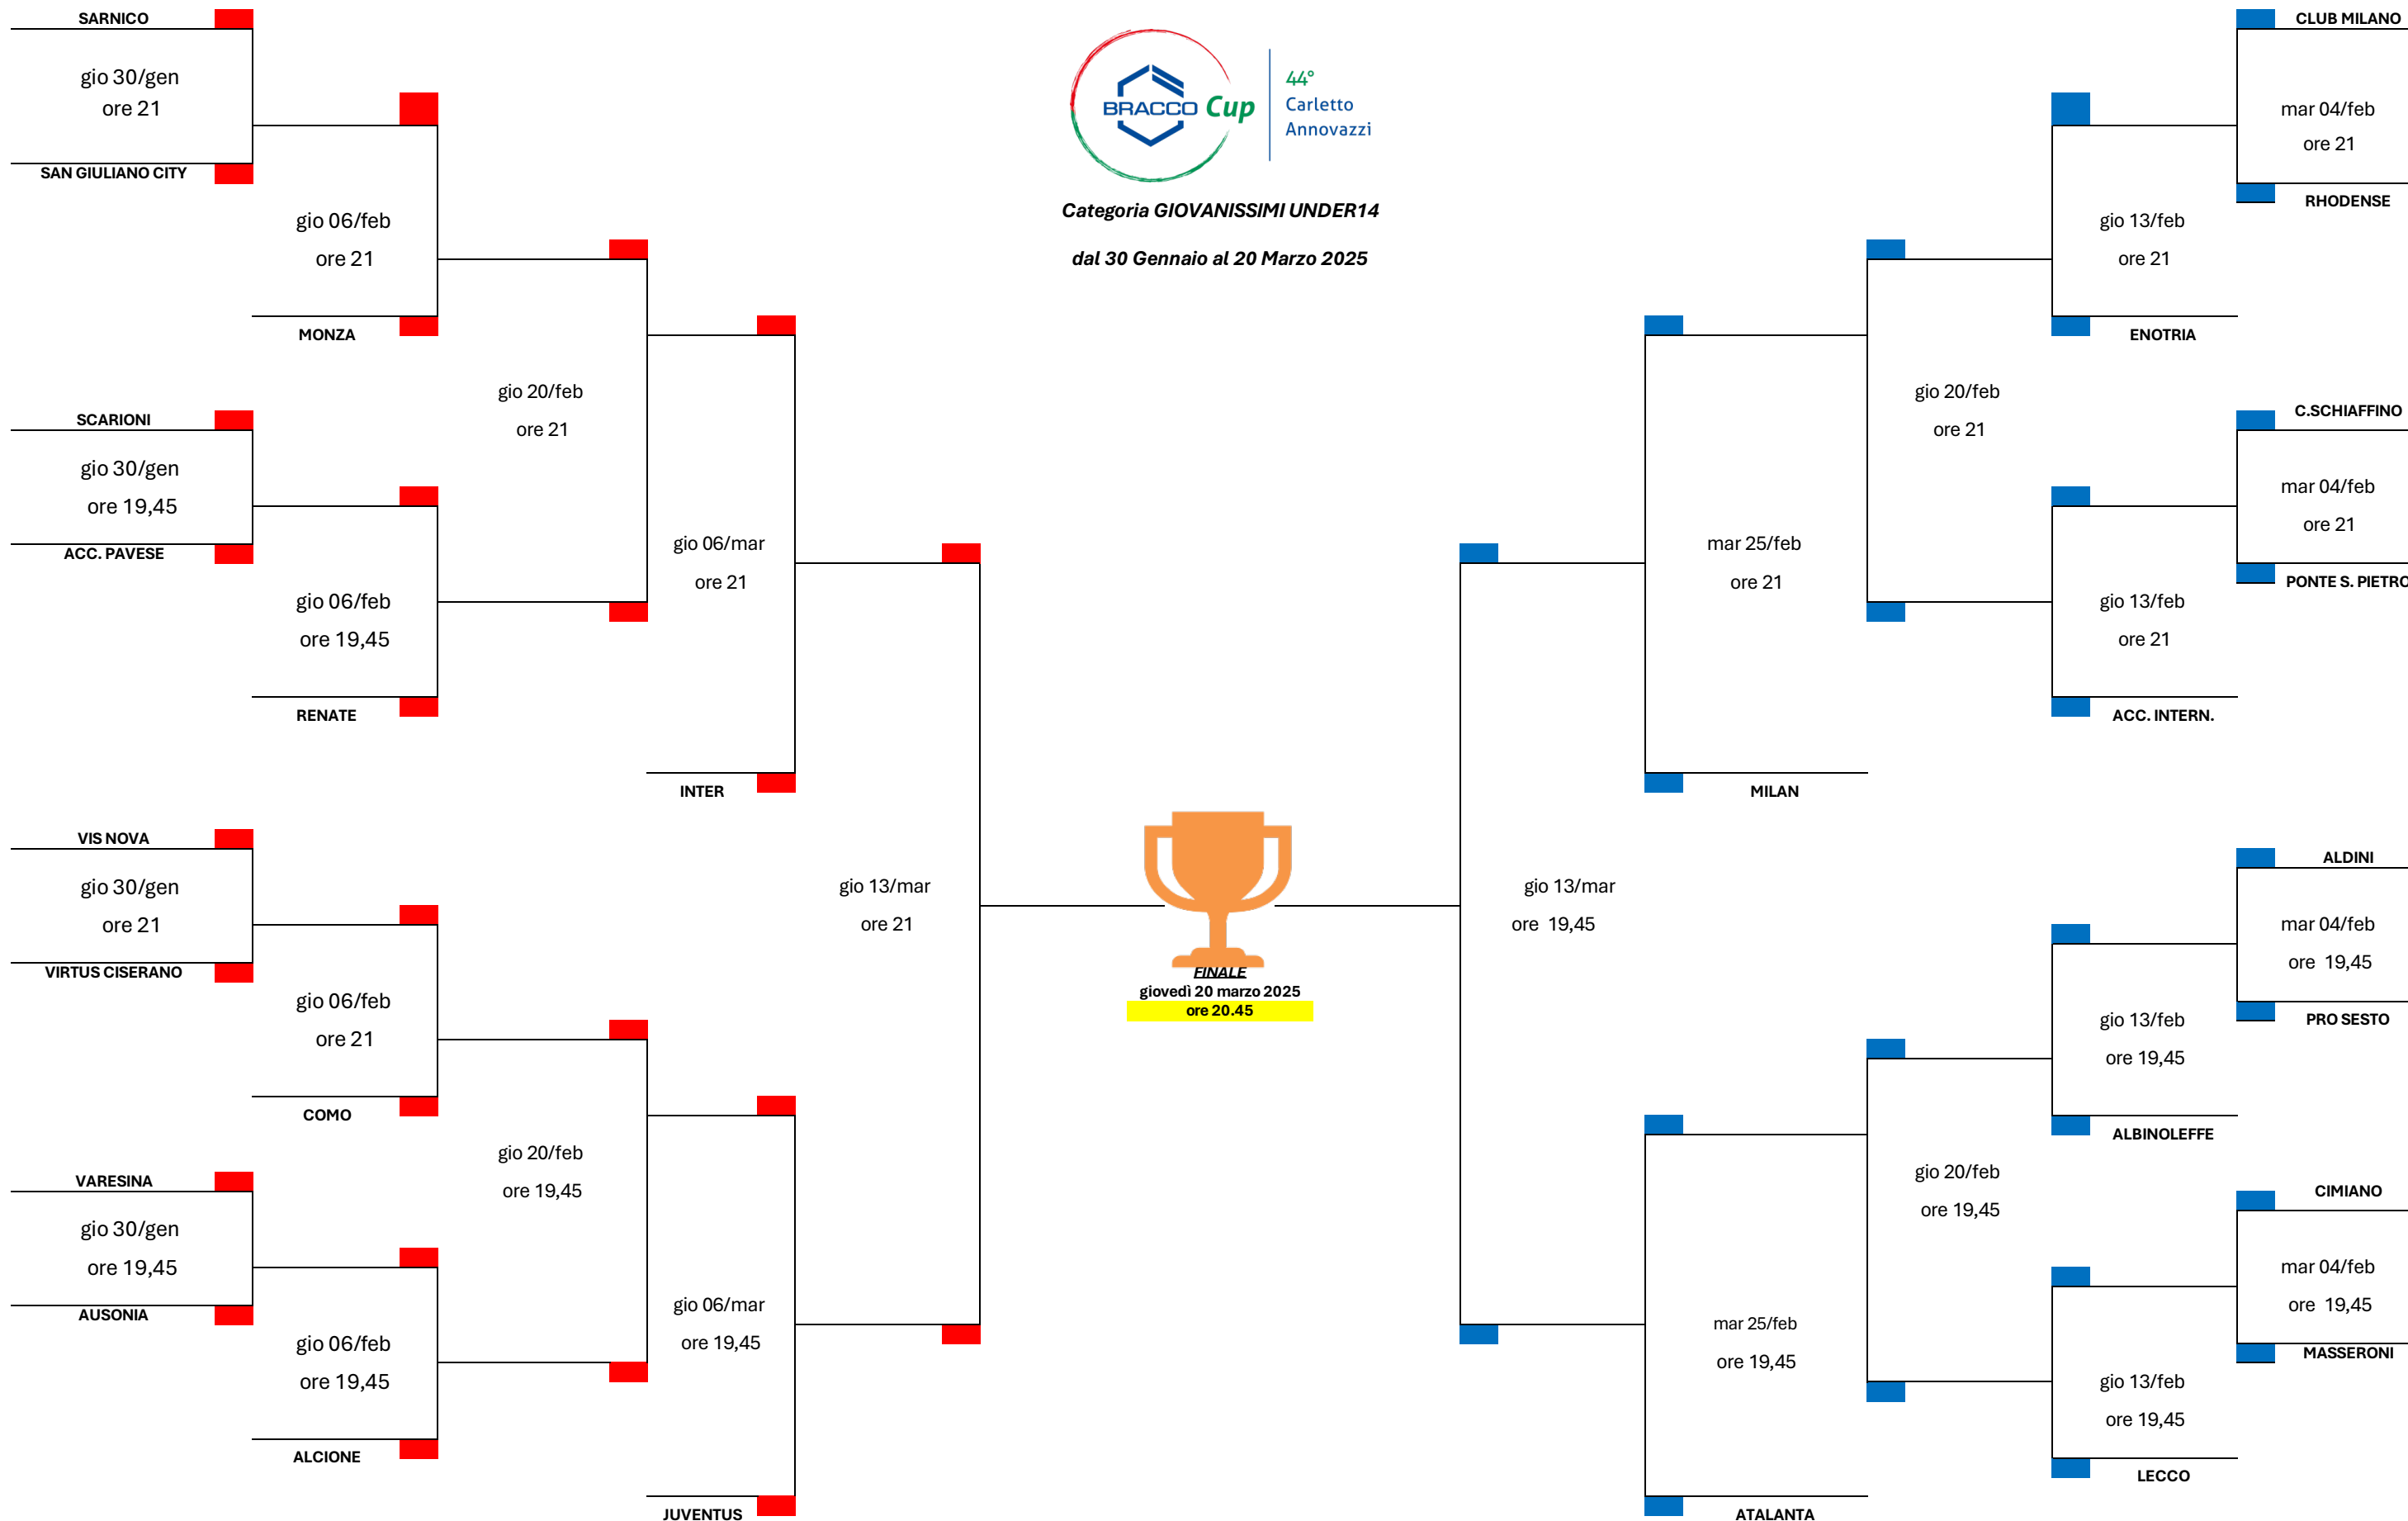 SARNICO
gio 30/gen
ore 21
SAN GIULIANO CITY
gio 06/feb
ore 21
MONZA
SCARIONI
gio 30/gen
ore 19,45
ACC. PAVESE
gio 06/feb
ore 19,45
RENATE
gio 20/feb
ore 21
gio 06/mar
ore 21
INTER
VIS NOVA
gio 30/gen
ore 21
VIRTUS CISERANO
gio 06/feb
ore 21
COMO
VARESINA
gio 30/gen
ore 19,45
AUSONIA
gio 06/feb
ore 19,45
ALCIONE
gio 20/feb
ore 19,45
gio 06/mar
ore 19,45
JUVENTUS
gio 13/mar
ore 21
BRACCO Cup
44°
Carletto
Annovazzi
Categoria GIOVANISSIMI UNDER14
dal 30 Gennaio al 20 Marzo 2025
FINALE
giovedì 20 marzo 2025
ore 20.45
gio 13/mar
ore 19,45
mar 25/feb
ore 21
MILAN
gio 20/feb
ore 21
CLUB MILANO
mar 04/feb
ore 21
RHODENSE
gio 13/feb
ore 21
ENOTRIA
C.SCHIAFFINO
mar 04/feb
ore 21
PONTE S. PIETRO
gio 13/feb
ore 21
ACC. INTERN.
mar 25/feb
ore 19,45
ATALANTA
gio 20/feb
ore 19,45
ALDINI
mar 04/feb
ore 19,45
PRO SESTO
gio 13/feb
ore 19,45
ALBINOLEFFE
CIMIANO
mar 04/feb
ore 19,45
MASSERONI
gio 13/feb
ore 19,45
LECCO